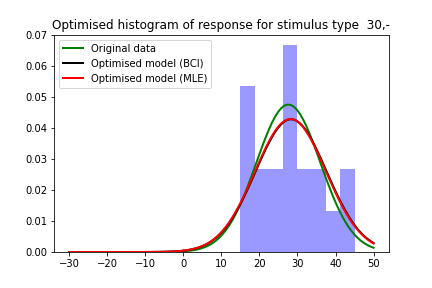 Optimised histogram of response for stimulus type  30,-
0.07
0.06
0.05
0.04
0.03
0.02
0.01
0.00
Original data
Optimised model (BCI)
Optimised model (MLE)
−30 −20 −10 0 10 20 30 40 50